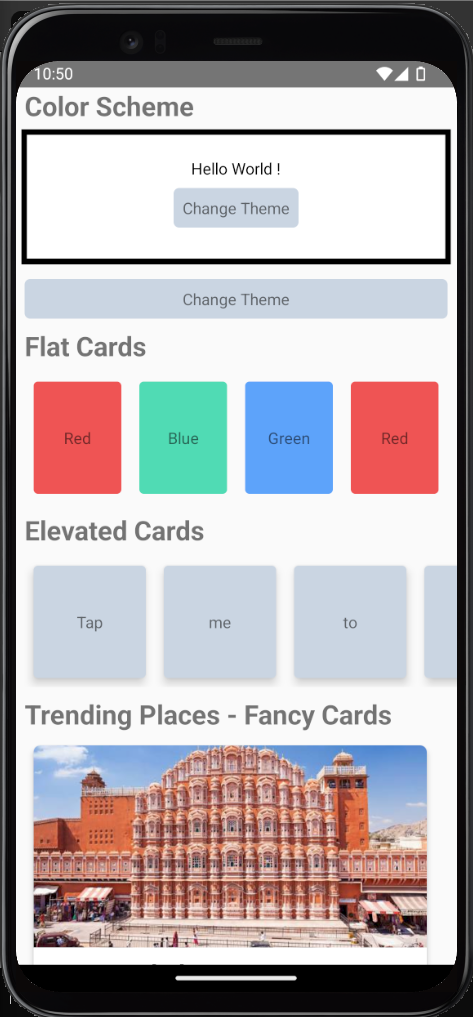 10:50
Color Scheme
Hello World !
Change Theme
Change Theme
Flat Cards
Red Blue Green Red
Elevated Cards
Tap me to
Trending Places - Fancy Cards